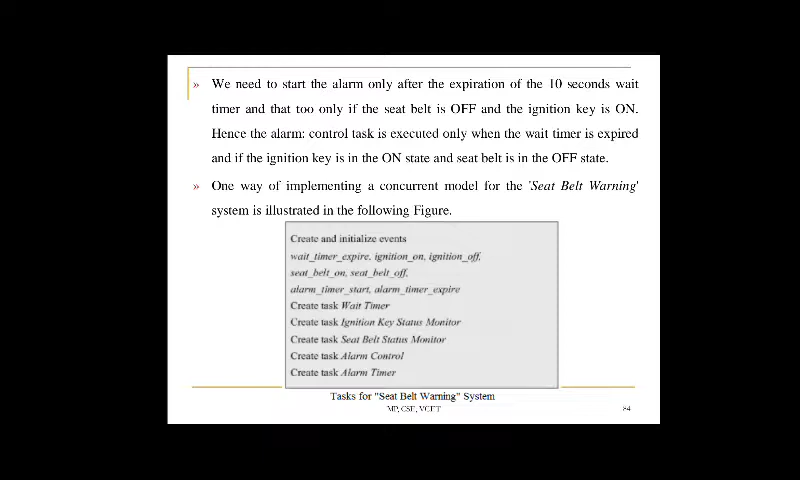 » We need to start the alarm only after the expiration of the 10 seconds wait
timer and that too only if the seat belt is OFF and the ignition key is ON.
Hence the alarm: control task is executed only when the wait timer is expired
and if the ignition key is in the ON state and seat belt is in the OFF state.
» One way of implementing a concurrent model for the 'Seat Belt Warning'
system is illustrated in the following Figure.
Create and initialize events
wait_timer_expire, ignition_on, ignition_off,
seat_belt_on, seat_belt_off,
alarm_timer_start, alarm_timer_expire
Create task Wait Timer
Create task Ignition Key Status Monitor
Create task Seat Belt Status Monitor
Create task Alarm Control
Create task Alarm Timer
Tasks for "Seat Belt Warning" System
MP, CSE, VCET
84